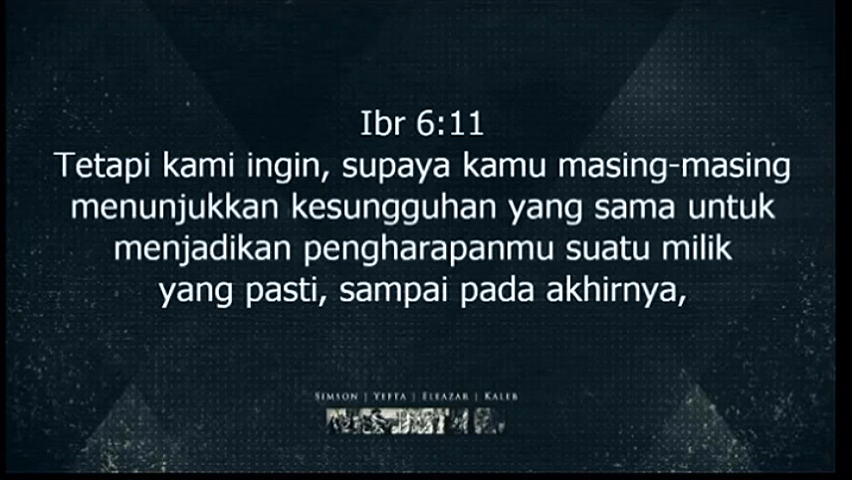 Ibr 6:11
Tetapi kami ingin, supaya kamu masing-masing
menunjukkan kesungguhan yang sama untuk
menjadikan pengharapanmu suatu milik
yang pasti, sampai pada akhirnya,
Simson | Yefta | Eleazar | Kaleb